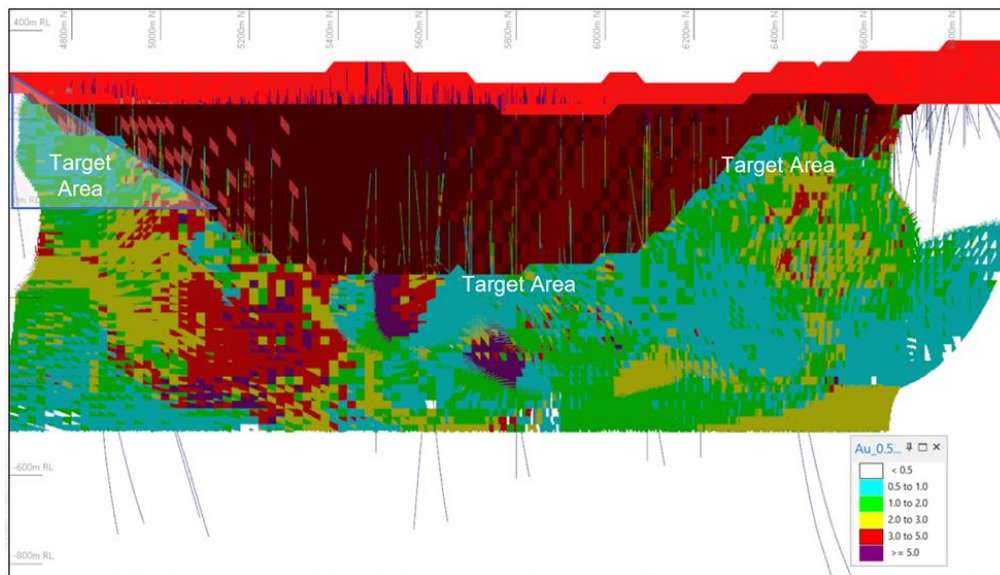 400m RL
4800m N
5000m N
5200m N
5400m N
5600m N
5800m N
6000m N
6200m N
6400m N
6600m N
Target
Area
Target Area
Target Area
-600m RL
-800m RL
Au_0.5...
< 0.5
0.5 to 1.0
1.0 to 2.0
2.0 to 3.0
3.0 to 5.0
>= 5.0